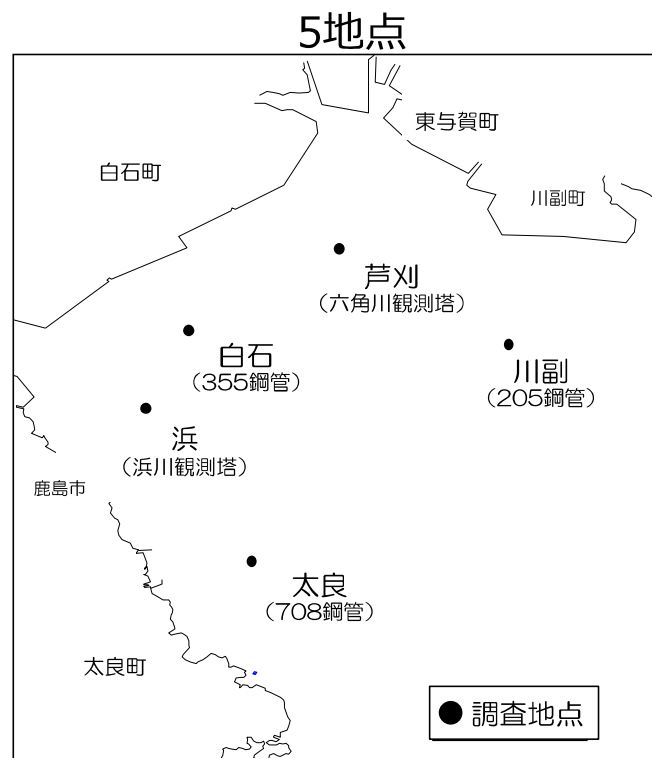 5地点
東与賀町
白石町
川副町
芦刈
（六角川観測塔）
白石
（355鋼管）
川副
（205鋼管）
浜
（浜川観測塔）
鹿島市
太良
（708鋼管）
太良町
調査地点